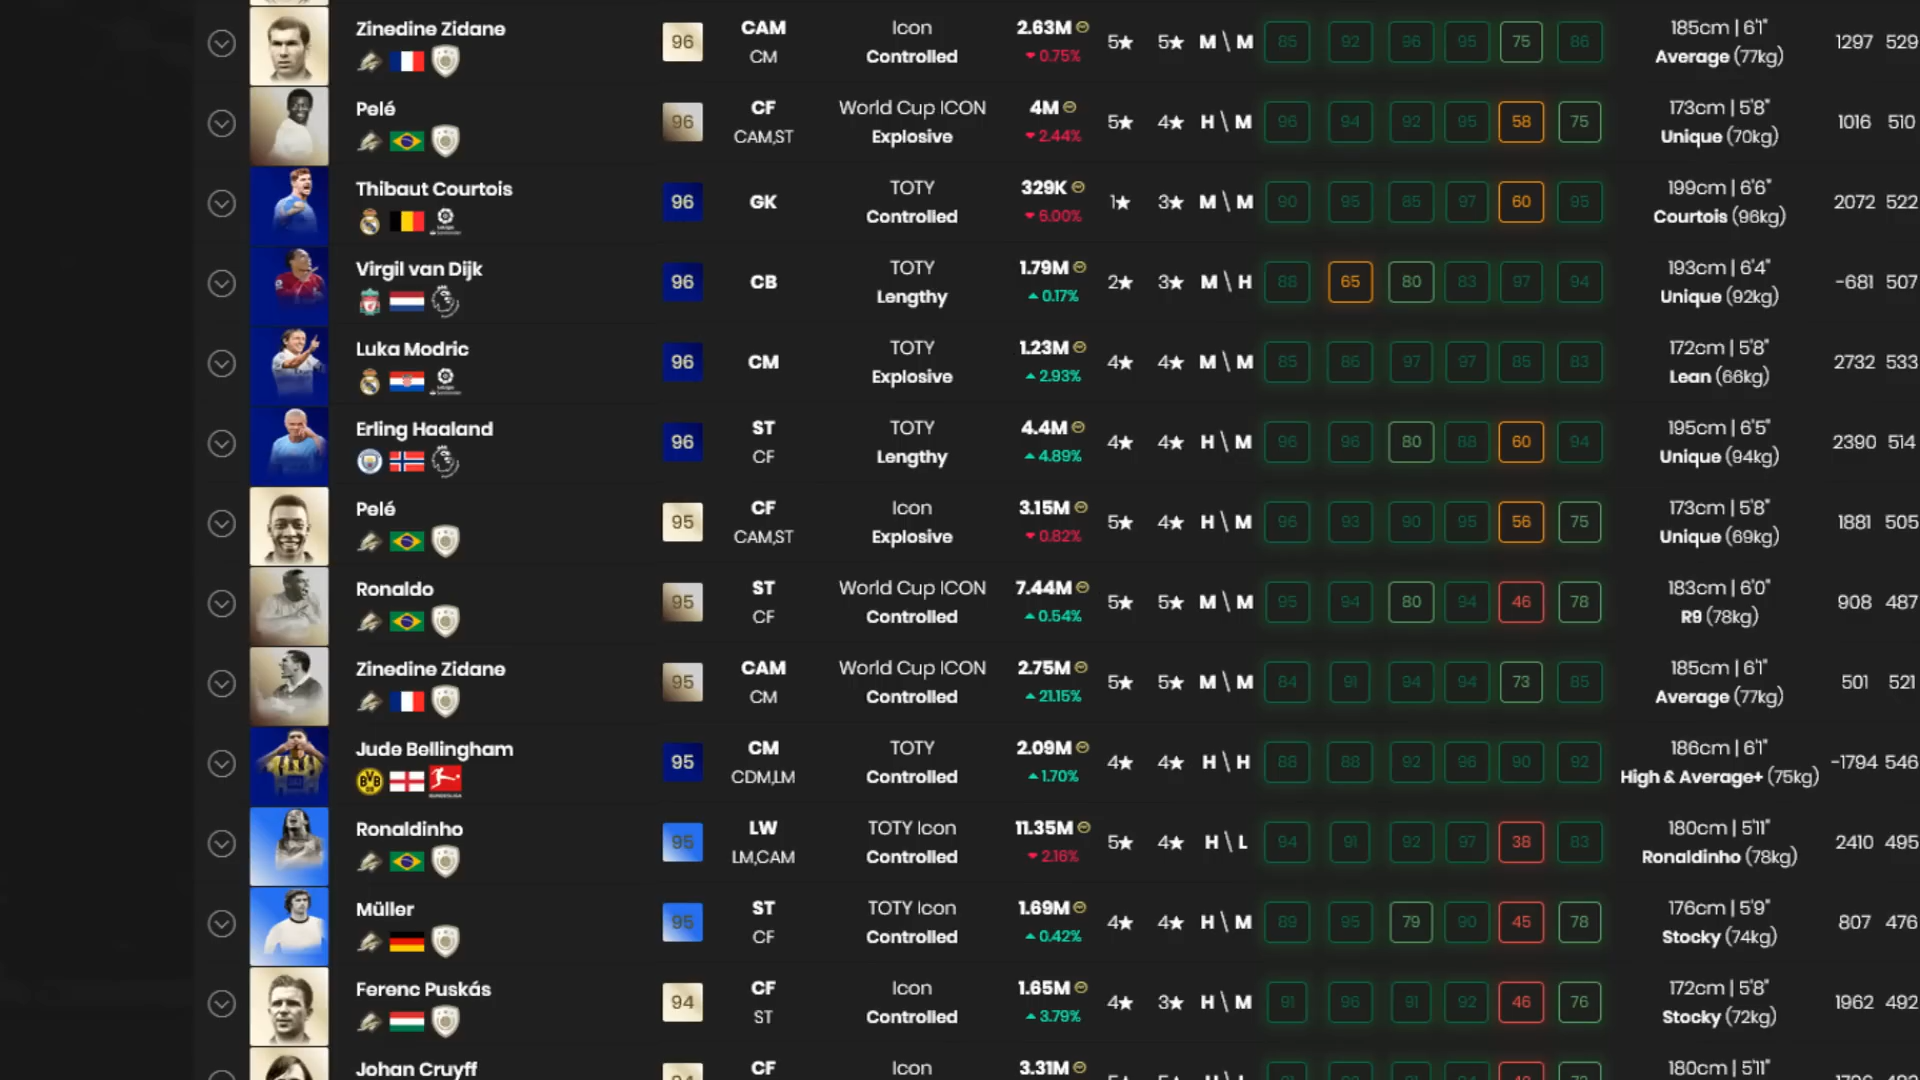 Zinedine Zidane 96 CAM CM Icon Controlled 2.63M 0.75% 5★ 5★ M \ M 85 92 96 95 75 86 185cm | 6'1" Average (77kg) 1297 529
Pelé 96 CF CAM,ST World Cup ICON Explosive 4M 2.44% 5★ 4★ H \ M 96 94 92 95 58 75 173cm | 5'8" Unique (70kg) 1016 510
Thibaut Courtois 96 GK TOTY Controlled 329K 6.00% 1★ 3★ M \ M 90 95 85 97 60 95 199cm | 6'6" Courtois (96kg) 2072 522
Virgil van Dijk 96 CB TOTY Lengthy 1.79M 0.17% 2★ 3★ M \ H 88 65 80 83 97 94 193cm | 6'4" Unique (92kg) -681 507
Luka Modric 96 CM TOTY Explosive 1.23M 2.93% 4★ 4★ M \ M 85 86 97 97 85 83 172cm | 5'8" Lean (66kg) 2732 533
Erling Haaland 96 ST CF TOTY Lengthy 4.4M 4.89% 4★ 4★ H \ M 96 96 80 88 60 94 195cm | 6'5" Unique (94kg) 2390 514
Pelé 95 CF CAM,ST Icon Explosive 3.15M 0.82% 5★ 4★ H \ M 96 93 90 95 56 75 173cm | 5'8" Unique (69kg) 1881 505
Ronaldo 95 ST CF World Cup ICON Controlled 7.44M 0.54% 5★ 5★ M \ M 95 94 80 94 46 78 183cm | 6'0" R9 (78kg) 908 487
Zinedine Zidane 95 CAM CM World Cup ICON Controlled 2.75M 21.15% 5★ 5★ M \ M 84 91 94 94 73 85 185cm | 6'1" Average (77kg) 501 521
Jude Bellingham 95 CM CDM,LM TOTY Controlled 2.09M 1.70% 4★ 4★ H \ H 88 88 92 96 90 92 186cm | 6'1" High & Average+ (75kg) -1794 546
Ronaldinho 95 LW LM,CAM TOTY Icon Controlled 11.35M 2.16% 5★ 4★ H \ L 94 91 92 97 38 83 180cm | 5'11" Ronaldinho (78kg) 2410 495
Müller 95 ST CF TOTY Icon Controlled 1.69M 0.42% 4★ 4★ H \ M 89 95 79 90 45 78 176cm | 5'9" Stocky (74kg) 807 476
Ferenc Puskás 94 CF ST Icon Controlled 1.65M 3.79% 4★ 3★ H \ M 91 96 91 92 46 76 172cm | 5'8" Stocky (72kg) 1962 492
Johan Cruyff CF Icon 3.31M 180cm | 5'11"